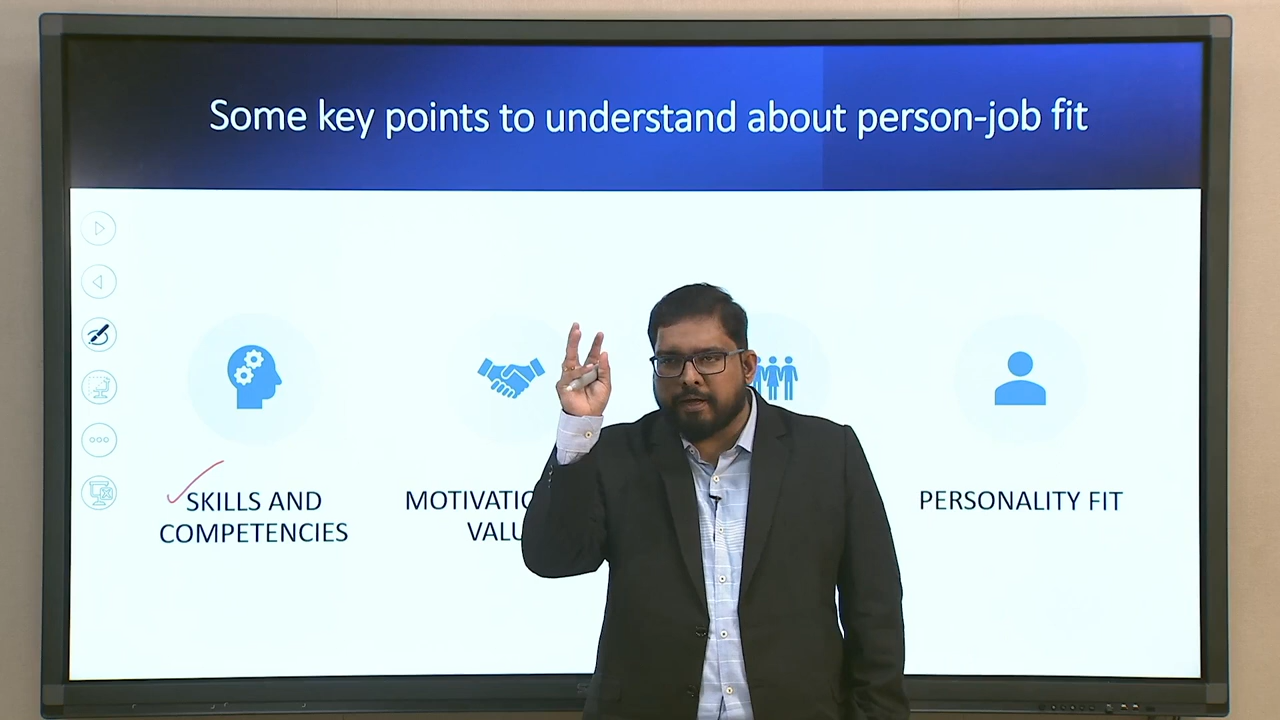 Some key points to understand about person-job fit
SKILLS AND
COMPETENCIES
PERSONALITY FIT